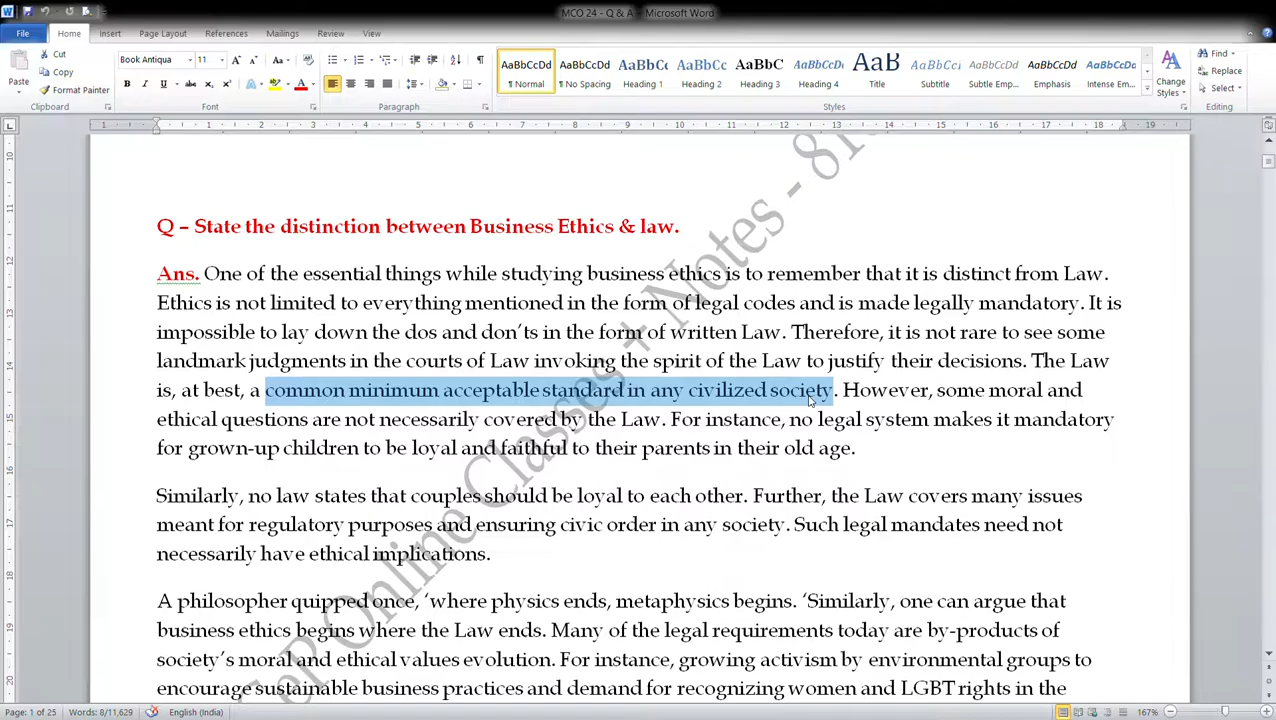 MCO 24 - Q & A – Microsoft Word
File Home Insert Page Layout References Mailings Review View
Paste
Cut
Copy
Format Painter
Clipboard
Book Antiqua 11
Font
Paragraph
AaBbCcDd AaBbCcDd AaBbCc AaBbCc AaBbC AaBbCcDc AaB AaBbCcI AaBbCcDd AaBbCcDd AaBbCcDd AaBbCcDc
¶ Normal ¶ No Spacing Heading 1 Heading 2 Heading 3 Heading 4 Title Subtitle Subtle Emp... Emphasis Intense Em...
Styles
Change Styles
Find
Replace
Select
Editing
Q – State the distinction between Business Ethics & law.
Ans. One of the essential things while studying business ethics is to remember that it is distinct from Law.
Ethics is not limited to everything mentioned in the form of legal codes and is made legally mandatory. It is
impossible to lay down the dos and don'ts in the form of written Law. Therefore, it is not rare to see some
landmark judgments in the courts of Law invoking the spirit of the Law to justify their decisions. The Law
is, at best, a common minimum acceptable standard in any civilized society. However, some moral and
ethical questions are not necessarily covered by the Law. For instance, no legal system makes it mandatory
for grown-up children to be loyal and faithful to their parents in their old age.
Similarly, no law states that couples should be loyal to each other. Further, the Law covers many issues
meant for regulatory purposes and ensuring civic order in any society. Such legal mandates need not
necessarily have ethical implications.
A philosopher quipped once, ‘where physics ends, metaphysics begins. ‘Similarly, one can argue that
business ethics begins where the Law ends. Many of the legal requirements today are by-products of
society's moral and ethical values evolution. For instance, growing activism by environmental groups to
encourage sustainable business practices and demand for recognizing women and LGBT rights in the
Online Classes + Notes - 81
Page: 1 of 25 Words: 8/11,629 English (India) 167%